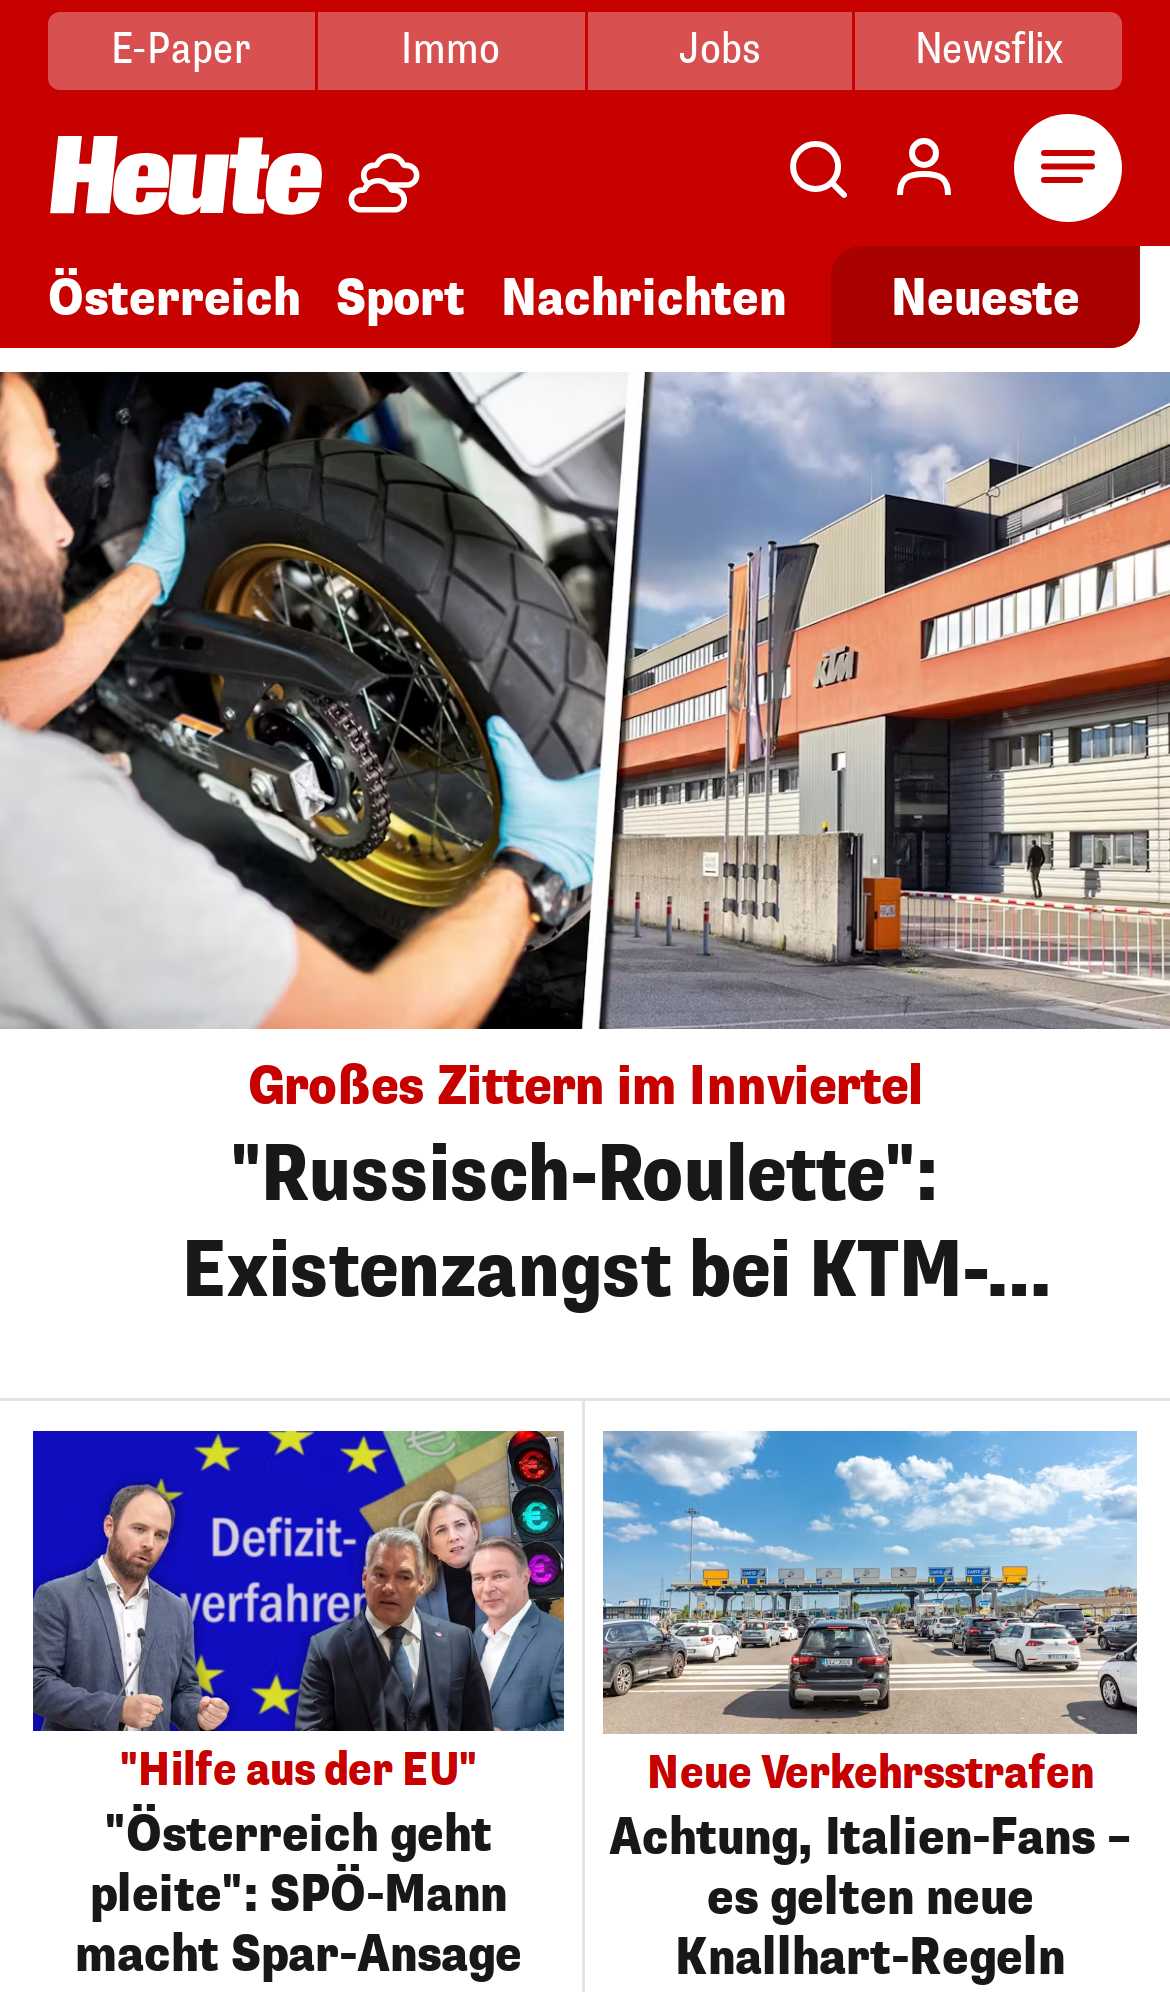 E-Paper
Immo
Jobs
Newsflix
Heute
Österreich
Sport
Nachrichten
Neueste
KTM
Großes Zittern im Innviertel
"Russisch-Roulette":
Existenzangst bei KTM-...
Defizit-
verfahren
"Hilfe aus der EU"
"Österreich geht
pleite": SPÖ-Mann
macht Spar-Ansage
Neue Verkehrsstrafen
Achtung, Italien-Fans –
es gelten neue
Knallhart-Regeln